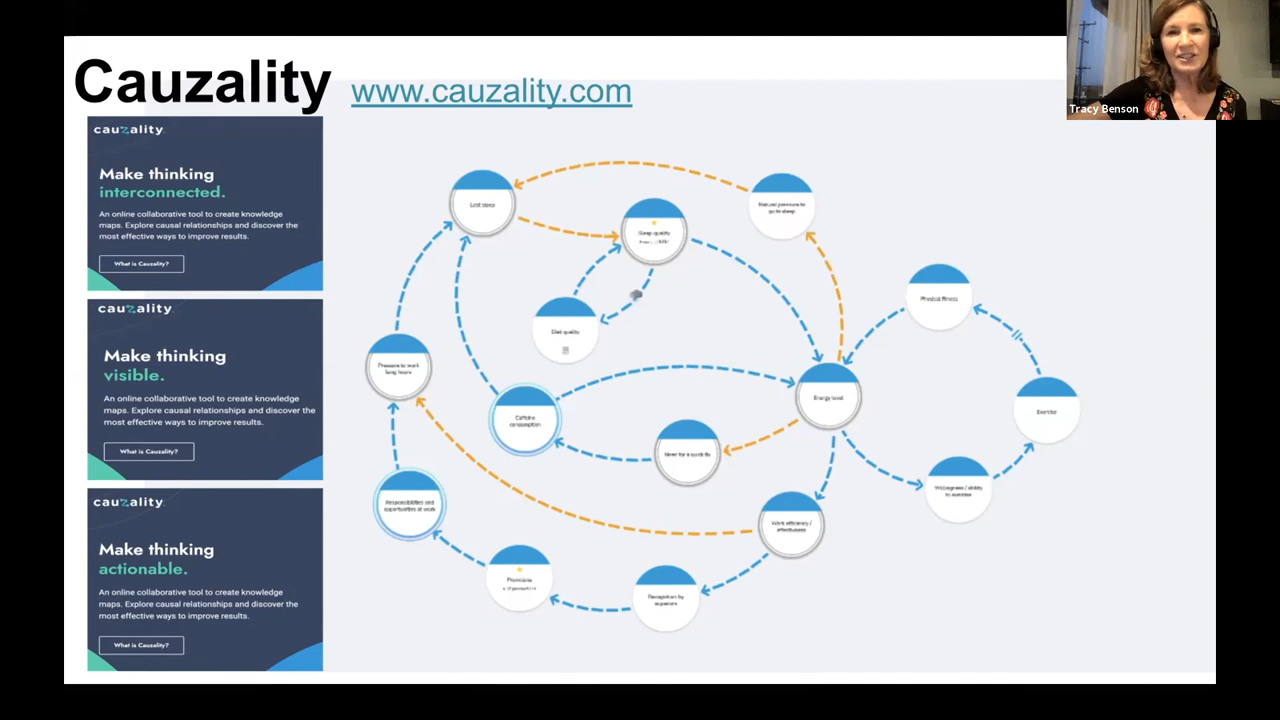 Cauzality www.cauzality.com
Tracy Benson
cauzality.
Make thinking
interconnected.
An online collaborative tool to create knowledge
maps. Explore causal relationships and discover the
most effective ways to improve results.
What is Cauzality?
cauzality.
Make thinking
visible.
An online collaborative tool to create knowledge
maps. Explore causal relationships and discover the
most effective ways to improve results.
What is Cauzality?
cauzality.
Make thinking
actionable.
An online collaborative tool to create knowledge
maps. Explore causal relationships and discover the
most effective ways to improve results.
What is Cauzality?
Lost sleep
Sleep quality
Natural pressure to
go to sleep
Physical fitness
Diet quality
Pressure to work
long hours
Energy level
Caffeine
consumption
Exercise
Need for a quick fix
Willingness / ability
to exercise
Responsibilities and
opportunities at work
Work efficiency /
effectiveness
Promotions
Recognition by
superiors